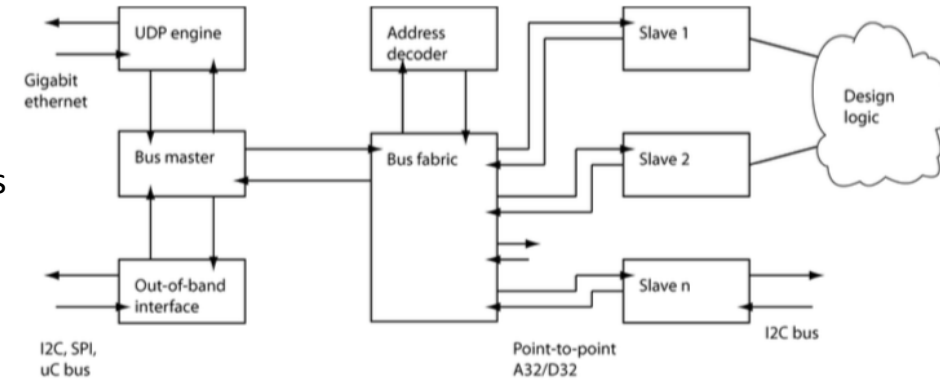 UDP engine
Address
decoder
Slave 1
Gigabit
ethernet
Design
logic
Bus master
Bus fabric
Slave 2
s
Out-of-band
interface
Slave n
I2C bus
I2C, SPI,
uC bus
Point-to-point
A32/D32